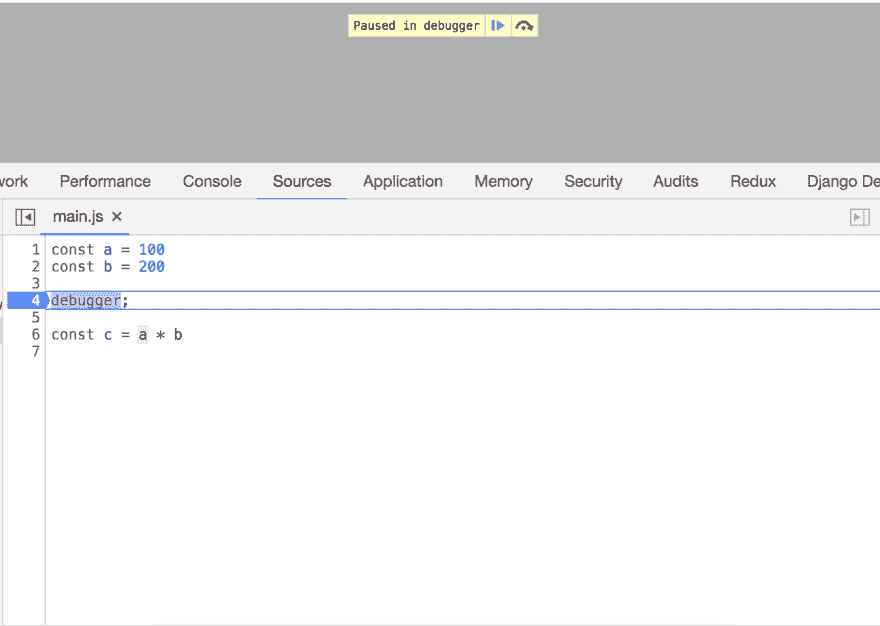 Paused in debugger
work Performance Console Sources Application Memory Security Audits Redux Django De
main.js ×
1 const a = 100
2 const b = 200
3
4 debugger;
5
6 const c = a * b
7